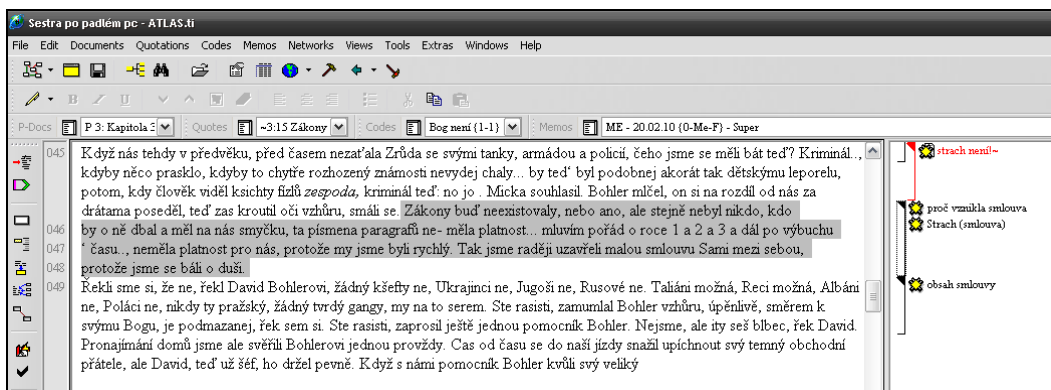 Sestra po padlém pc - ATLAS.ti
File Edit Documents Quotations Codes Memos Networks Views Tools Extras Windows Help
B I U
P-Docs P 3: Kapitola 3 Quotes ~3:15 Zákony Codes Bog není {1-1} Memos ME - 20.02.10 {0-Me-F} - Super
045 Když nás tehdy v předvěku, před časem nezaťala Zrůda se svými tanky, armádou a policií, čeho jsme se měli bát teď? Kriminál..,
kdyby něco prasklo, kdyby to chytře rozhozený známosti nevydej chaly... by ted' byl podobnej akorát tak dětskýmu leporelu,
potom, kdy člověk viděl ksichty fízlů zespoda, kriminál teď: no jo . Micka souhlasil. Bohler mlčel, on si na rozdíl od nás za
drátama poseděl, teď zas kroutil oči vzhůru, smáli se. Zákony buď neexistovaly, nebo ano, ale stejně nebyl nikdo, kdo
046 by o ně dbal a měl na nás smyčku, ta písmena paragrafů ne- měla platnost... mluvím pořád o roce 1 a 2 a 3 a dál po výbuchu
047 ‘ času.., neměla platnost pro nás, protože my jsme byli rychlý. Tak jsme raději uzavřeli malou smlouvu Sami mezi sebou,
048 protože jsme se báli o duši.
049 Řekli sme si, že ne, řekl David Bohlerovi, žádný kšefty ne, Ukrajinci ne, Jugoši ne, Rusové ne. Taliáni možná, Reci možná, Albáni
ne, Poláci ne, nikdy ty pražský, žádný tvrdý gangy, my na to serem. Ste rasisti, zamumlal Bohler vzhůru, úpěnlivě, směrem k
svýmu Bogu, je podmazanej, řek sem si. Ste rasisti, zaprosil ještě jednou pomocník Bohler. Nejsme, ale ity seš blbec, řek David.
Pronajímání domů jsme ale svěřili Bohlerovi jednou provždy. Cas od času se do naší jízdy snažil upíchnout svý temný obchodní
přátele, ale David, teď už šéf, ho držel pevně. Když s námi pomocník Bohler kvůli svý veliký
strach není!~
proč vznikla smlouva
Strach (smlouva)
obsah smlouvy